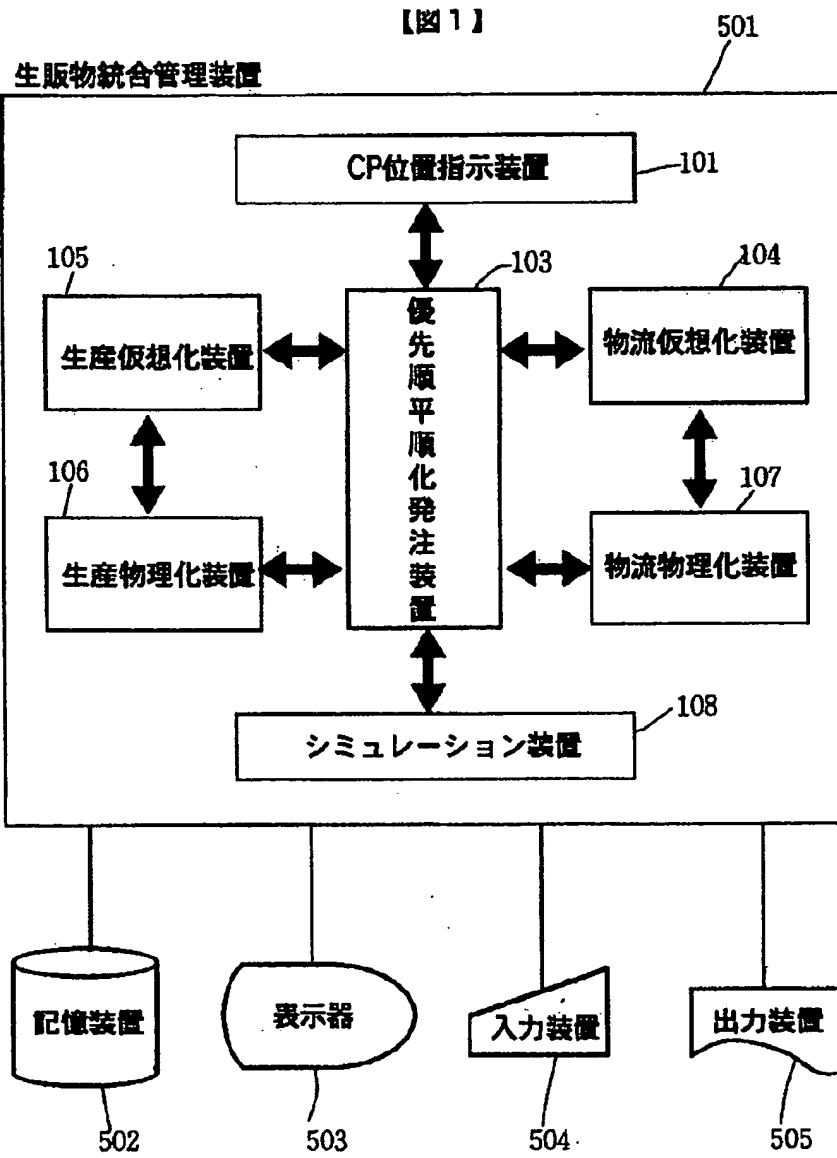 【図1】
501
生販物統合管理装置
CP位置指示装置
101
105
103
104
生産仮想化装置
優先順平順化発注装置
物流仮想化装置
106
107
生産物理化装置
物流物理化装置
108
シミュレーション装置
記憶装置
表示器
入力装置
出力装置
502
503
504
505